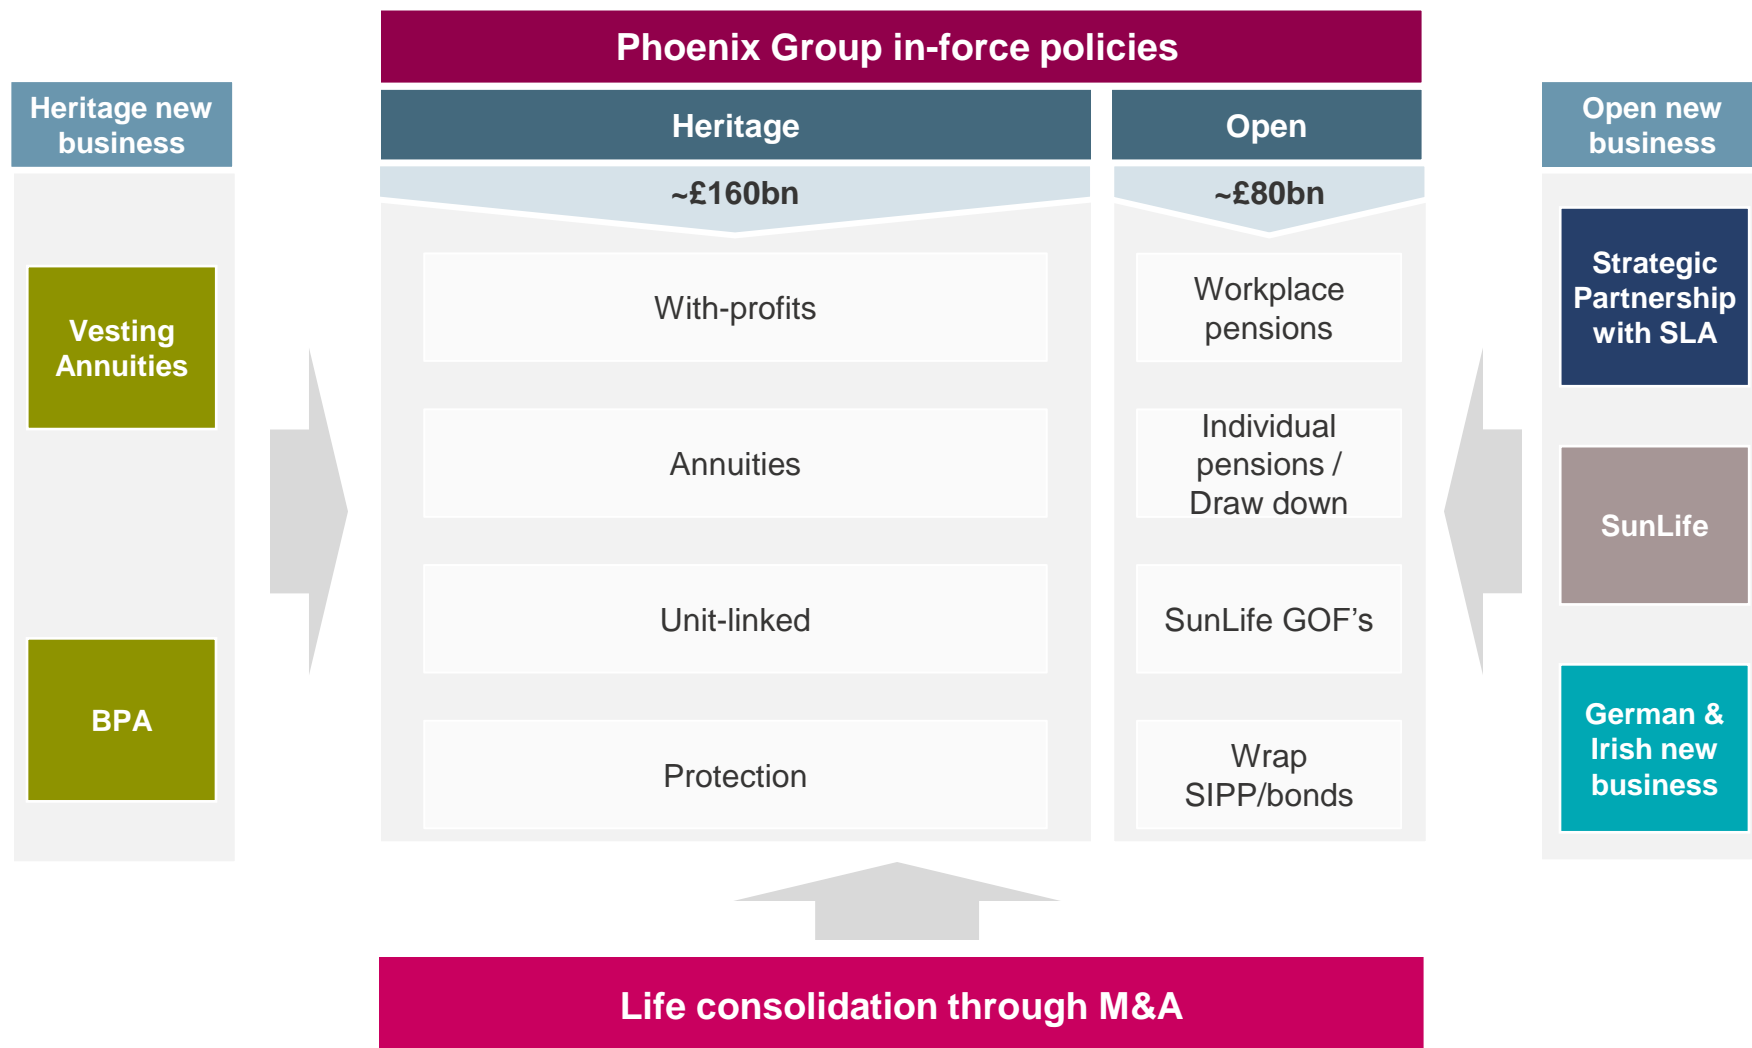 Phoenix Group in-force policies
Heritage new
business
Vesting
Annuities
BPA
Heritage
~£160bn
With-profits
Annuities
Unit-linked
Protection
Open
~£80bn
Workplace
pensions
Individual
pensions /
Draw down
SunLife GOF’s
Wrap
SIPP/bonds
Open new
business
Strategic
Partnership
with SLA
SunLife
German &
Irish new
business
Life consolidation through M&A